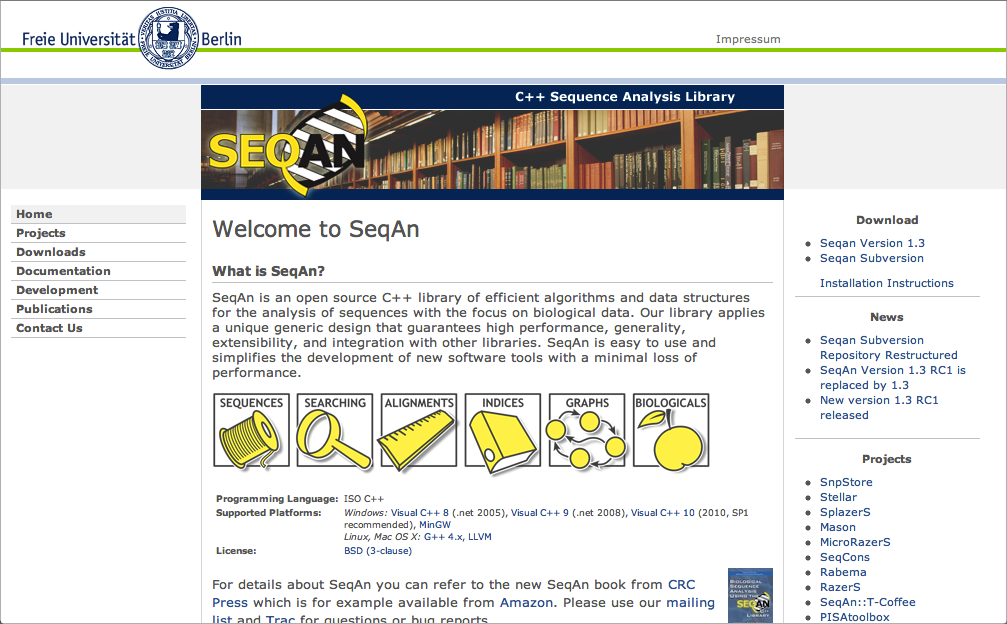 Freie Universität Berlin
Impressum
C++ Sequence Analysis Library
SEQAN
Home
Projects
Downloads
Documentation
Development
Publications
Contact Us
Welcome to SeqAn
What is SeqAn?
SeqAn is an open source C++ library of efficient algorithms and data structures
for the analysis of sequences with the focus on biological data. Our library applies
a unique generic design that guarantees high performance, generality,
extensibility, and integration with other libraries. SeqAn is easy to use and
simplifies the development of new software tools with a minimal loss of
performance.
SEQUENCES SEARCHING ALIGNMENTS INDICES GRAPHS BIOLOGICALS
Programming Language: ISO C++
Supported Platforms: Windows: Visual C++ 8 (.net 2005), Visual C++ 9 (.net 2008), Visual C++ 10 (2010, SP1
recommended), MinGW
Linux, Mac OS X: G++ 4.x, LLVM
License: BSD (3-clause)
For details about SeqAn you can refer to the new SeqAn book from CRC
Press which is for example available from Amazon. Please use our mailing
list and Trac for questions or bug reports
BIOLOGICAL
SEQUENCE
ANALYSIS
USING THE
SEQAN
LIBRARY
Download
Seqan Version 1.3
Seqan Subversion
Installation Instructions
News
Seqan Subversion
Repository Restructured
SeqAn Version 1.3 RC1 is
replaced by 1.3
New version 1.3 RC1
released
Projects
SnpStore
Stellar
SplazerS
Mason
MicroRazerS
SeqCons
Rabema
RazerS
SeqAn::T-Coffee
PISAtoolbox